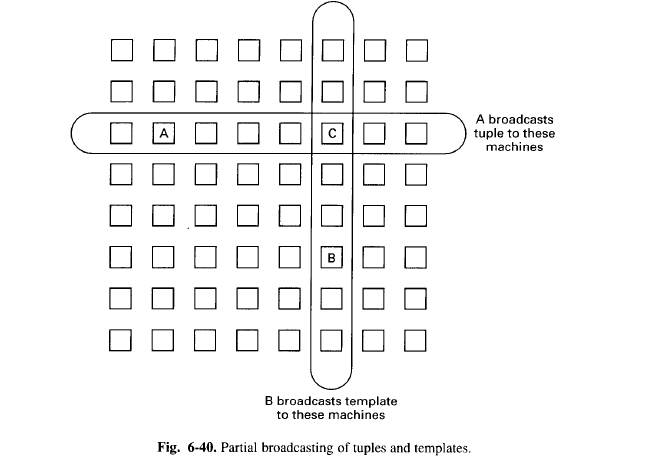 A
C
A broadcasts
tuple to these
machines
B
B broadcasts template
to these machines
Fig. 6-40. Partial broadcasting of tuples and templates.